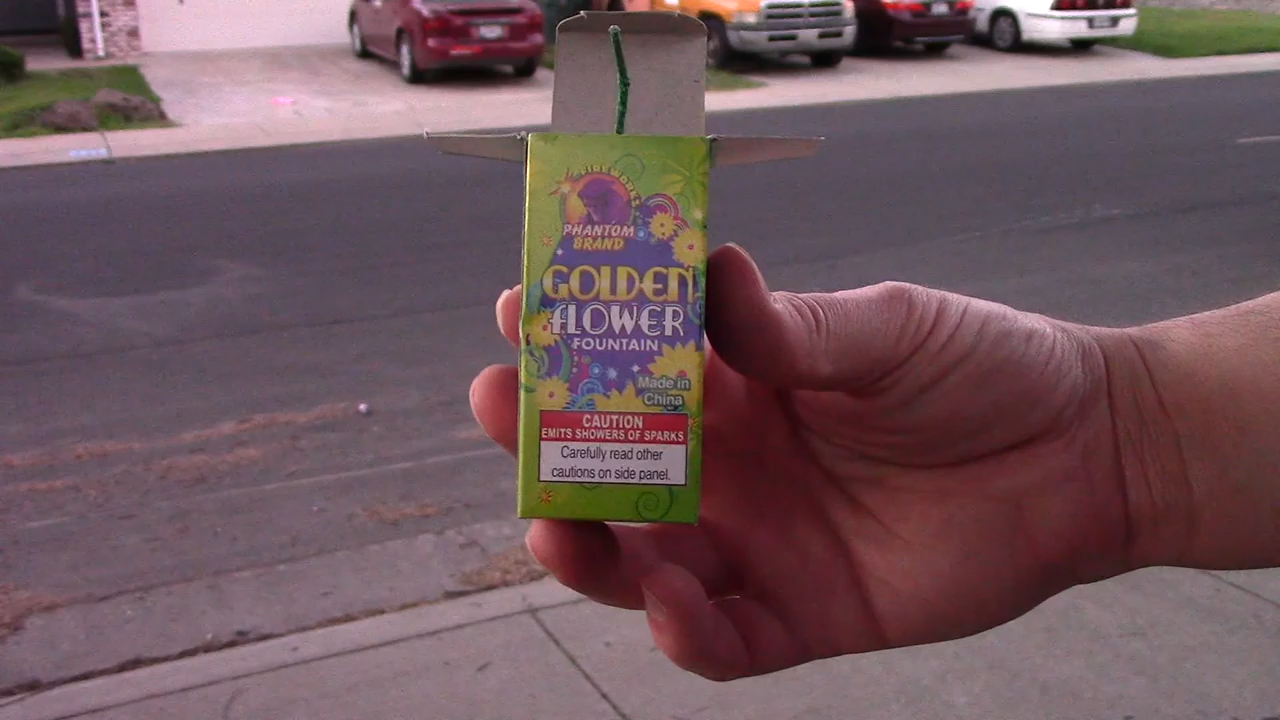 FIREWORKS
PHANTOM
BRAND
GOLDEN
FLOWER
FOUNTAIN
Made in
China
CAUTION
EMITS SHOWERS OF SPARKS
Carefully read other
cautions on side panel.